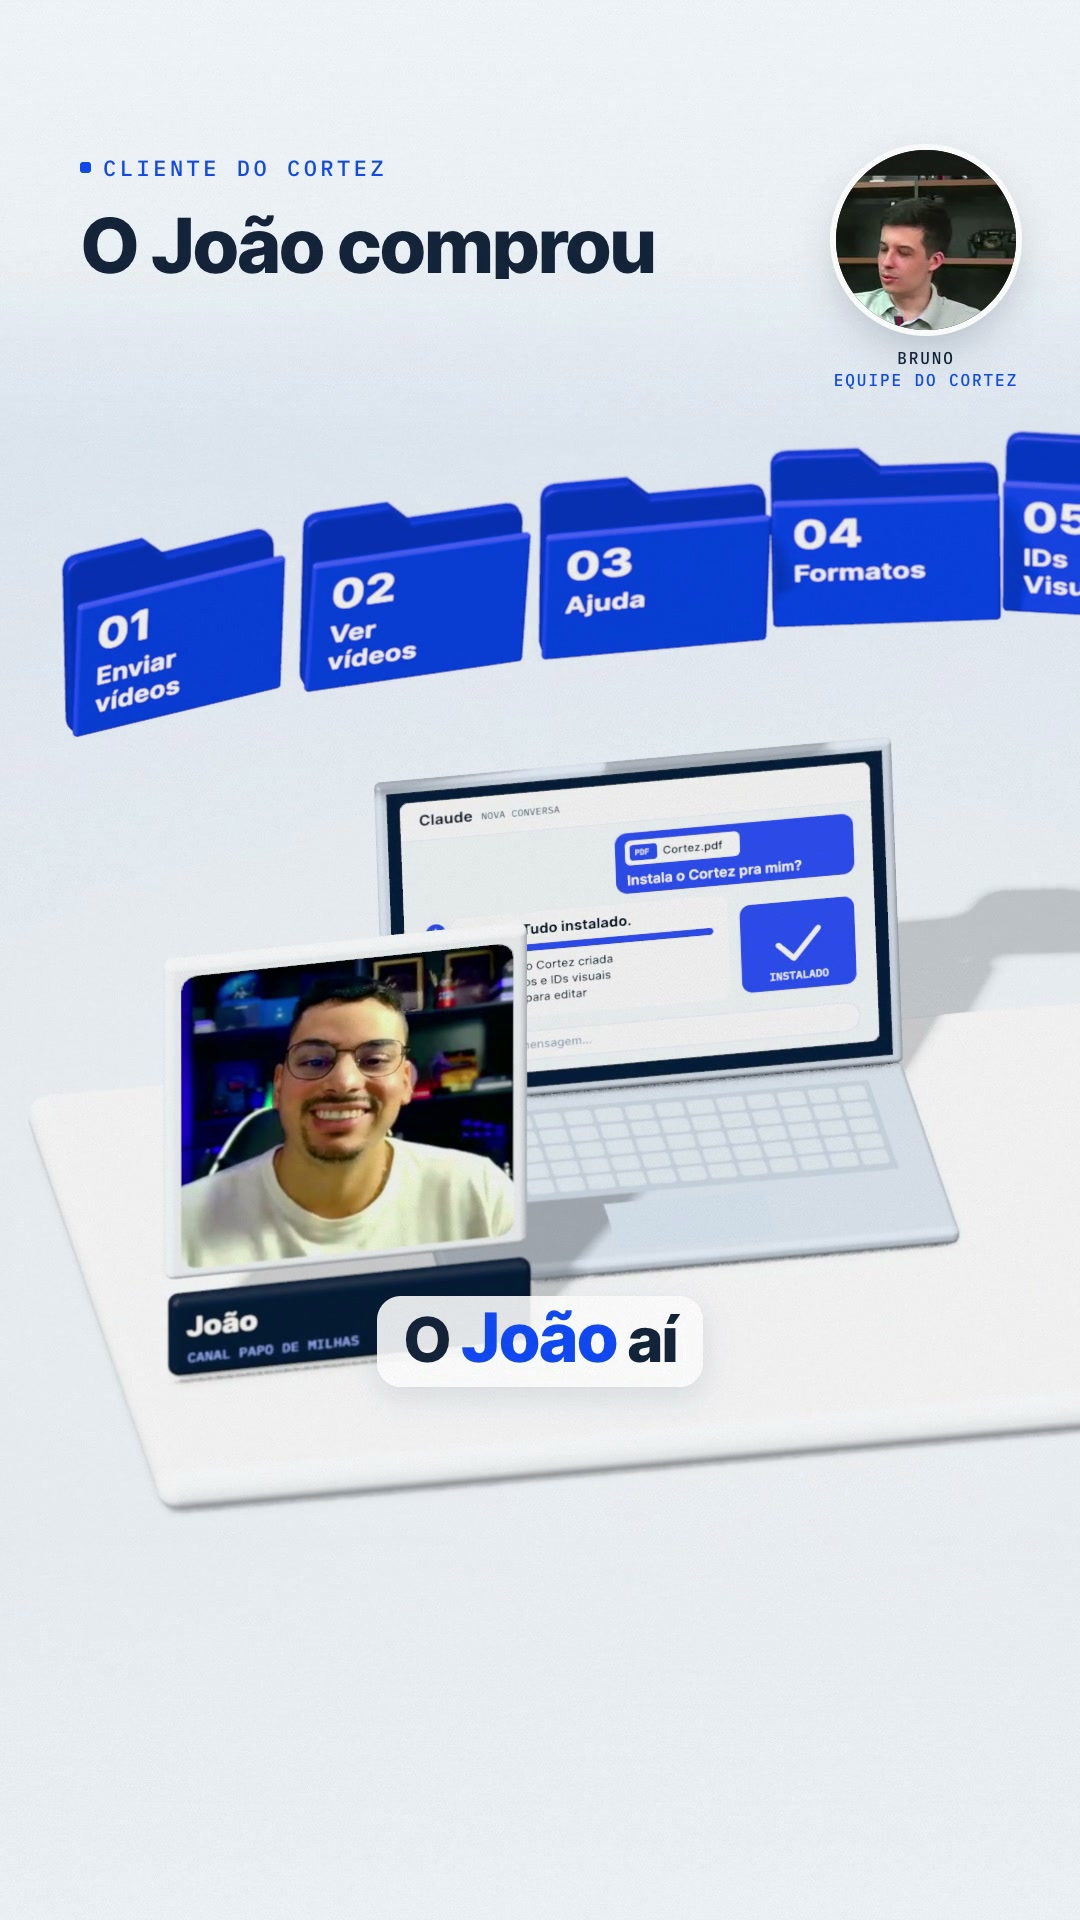 CLIENTE DO CORTEZ
O João comprou
BRUNO
EQUIPE DO CORTEZ
01
Enviar
vídeos
02
Ver
vídeos
03
Ajuda
04
Formatos
05
IDs
Visu
Claude NOVA CONVERSA
PDF Cortez.pdf
Instala o Cortez pra mim?
Tudo instalado.
o Cortez criada
os e IDs visuais
para editar
INSTALADO
mensagem...
João
CANAL PAPO DE MILHAS
O João aí